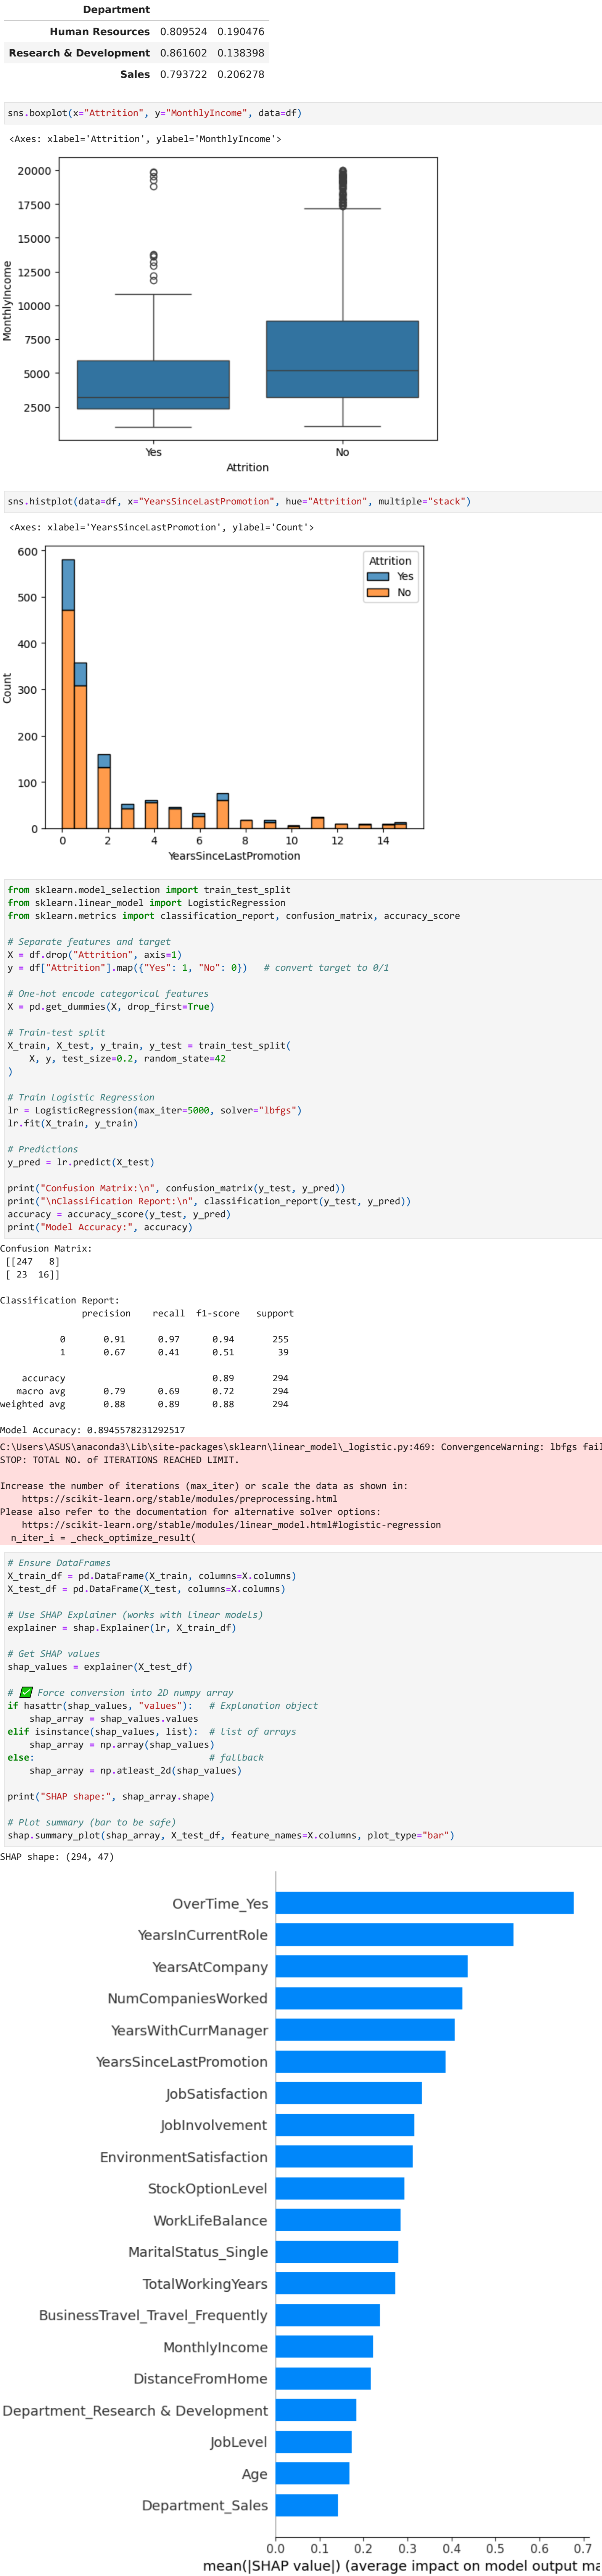 Department
Human Resources 0.809524 0.190476
Research & Development 0.861602 0.138398
Sales 0.793722 0.206278
sns.boxplot(x="Attrition", y="MonthlyIncome", data=df)
<Axes: xlabel='Attrition', ylabel='MonthlyIncome'>
20000
17500
15000
12500
10000
7500
5000
2500
MonthlyIncome
Yes No
Attrition
sns.histplot(data=df, x="YearsSinceLastPromotion", hue="Attrition", multiple="stack")
<Axes: xlabel='YearsSinceLastPromotion', ylabel='Count'>
Attrition
Yes
No
600
500
400
300
200
100
0
Count
0 2 4 6 8 10 12 14
YearsSinceLastPromotion
from sklearn.model_selection import train_test_split
from sklearn.linear_model import LogisticRegression
from sklearn.metrics import classification_report, confusion_matrix, accuracy_score
# Separate features and target
X = df.drop("Attrition", axis=1)
y = df["Attrition"].map({"Yes": 1, "No": 0})   # convert target to 0/1
# One-hot encode categorical features
X = pd.get_dummies(X, drop_first=True)
# Train-test split
X_train, X_test, y_train, y_test = train_test_split(
    X, y, test_size=0.2, random_state=42
)
# Train Logistic Regression
lr = LogisticRegression(max_iter=5000, solver="lbfgs")
lr.fit(X_train, y_train)
# Predictions
y_pred = lr.predict(X_test)
print("Confusion Matrix:\n", confusion_matrix(y_test, y_pred))
print("\nClassification Report:\n", classification_report(y_test, y_pred))
accuracy = accuracy_score(y_test, y_pred)
print("Model Accuracy:", accuracy)
Confusion Matrix:
[[247   8]
[ 23  16]]
Classification Report:
precision    recall  f1-score   support
0       0.91      0.97      0.94       255
1       0.67      0.41      0.51        39
accuracy                           0.89       294
macro avg       0.79      0.69      0.72       294
weighted avg       0.88      0.89      0.88       294
Model Accuracy: 0.8945578231292517
C:\Users\ASUS\anaconda3\Lib\site-packages\sklearn\linear_model\_logistic.py:469: ConvergenceWarning: lbfgs fail
STOP: TOTAL NO. of ITERATIONS REACHED LIMIT.
Increase the number of iterations (max_iter) or scale the data as shown in:
    https://scikit-learn.org/stable/modules/preprocessing.html
Please also refer to the documentation for alternative solver options:
    https://scikit-learn.org/stable/modules/linear_model.html#logistic-regression
  n_iter_i = _check_optimize_result(
# Ensure DataFrames
X_train_df = pd.DataFrame(X_train, columns=X.columns)
X_test_df = pd.DataFrame(X_test, columns=X.columns)
# Use SHAP Explainer (works with linear models)
explainer = shap.Explainer(lr, X_train_df)
# Get SHAP values
shap_values = explainer(X_test_df)
# ✅ Force conversion into 2D numpy array
if hasattr(shap_values, "values"):   # Explanation object
    shap_array = shap_values.values
elif isinstance(shap_values, list):  # list of arrays
    shap_array = np.array(shap_values)
else:                                # fallback
    shap_array = np.atleast_2d(shap_values)
print("SHAP shape:", shap_array.shape)
# Plot summary (bar to be safe)
shap.summary_plot(shap_array, X_test_df, feature_names=X.columns, plot_type="bar")
SHAP shape: (294, 47)
OverTime_Yes
YearsInCurrentRole
YearsAtCompany
NumCompaniesWorked
YearsWithCurrManager
YearsSinceLastPromotion
JobSatisfaction
JobInvolvement
EnvironmentSatisfaction
StockOptionLevel
WorkLifeBalance
MaritalStatus_Single
TotalWorkingYears
BusinessTravel_Travel_Frequently
MonthlyIncome
DistanceFromHome
Department_Research & Development
JobLevel
Age
Department_Sales
0.0 0.1 0.2 0.3 0.4 0.5 0.6 0.7
mean(|SHAP value|) (average impact on model output ma